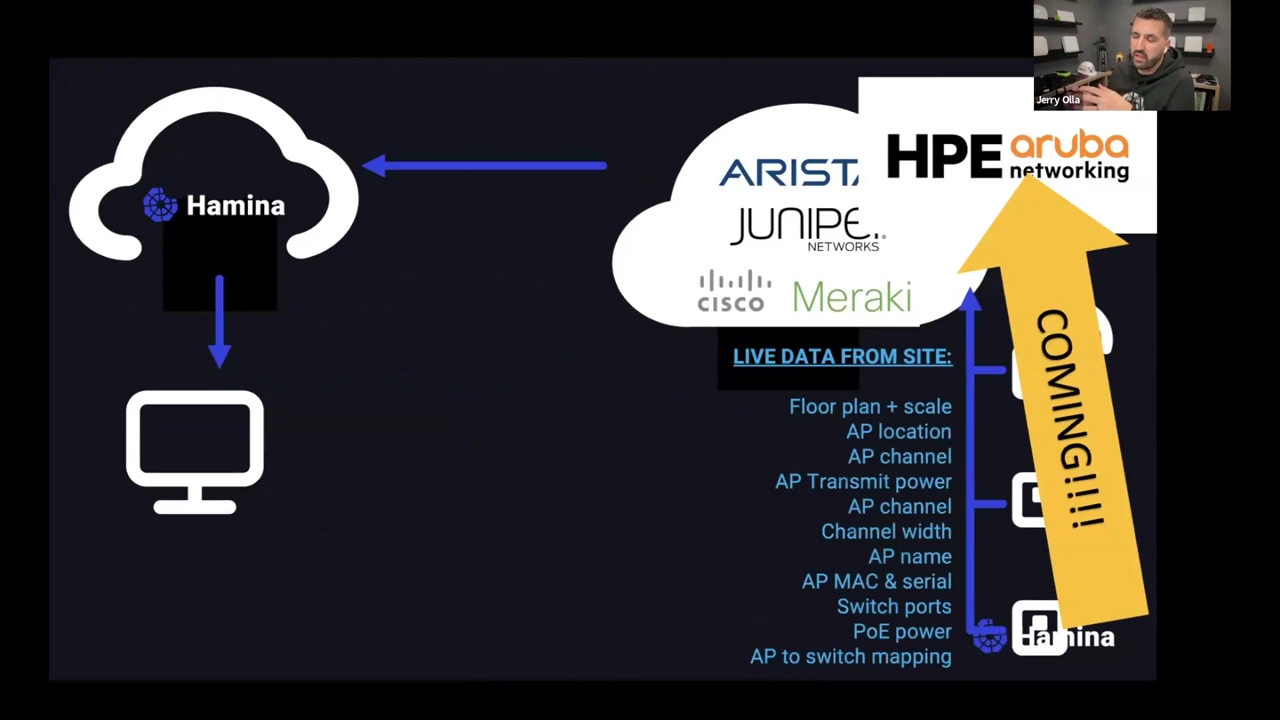 Jerry Olla
HPE aruba
networking
ARISTA
JUNIPE
NETWORKS
CISCO Meraki
Hamina
COMING!!!!
LIVE DATA FROM SITE:
Floor plan + scale
AP location
AP channel
AP Transmit power
AP channel
Channel width
AP name
AP MAC & serial
Switch ports
PoE power
AP to switch mapping
Hamina